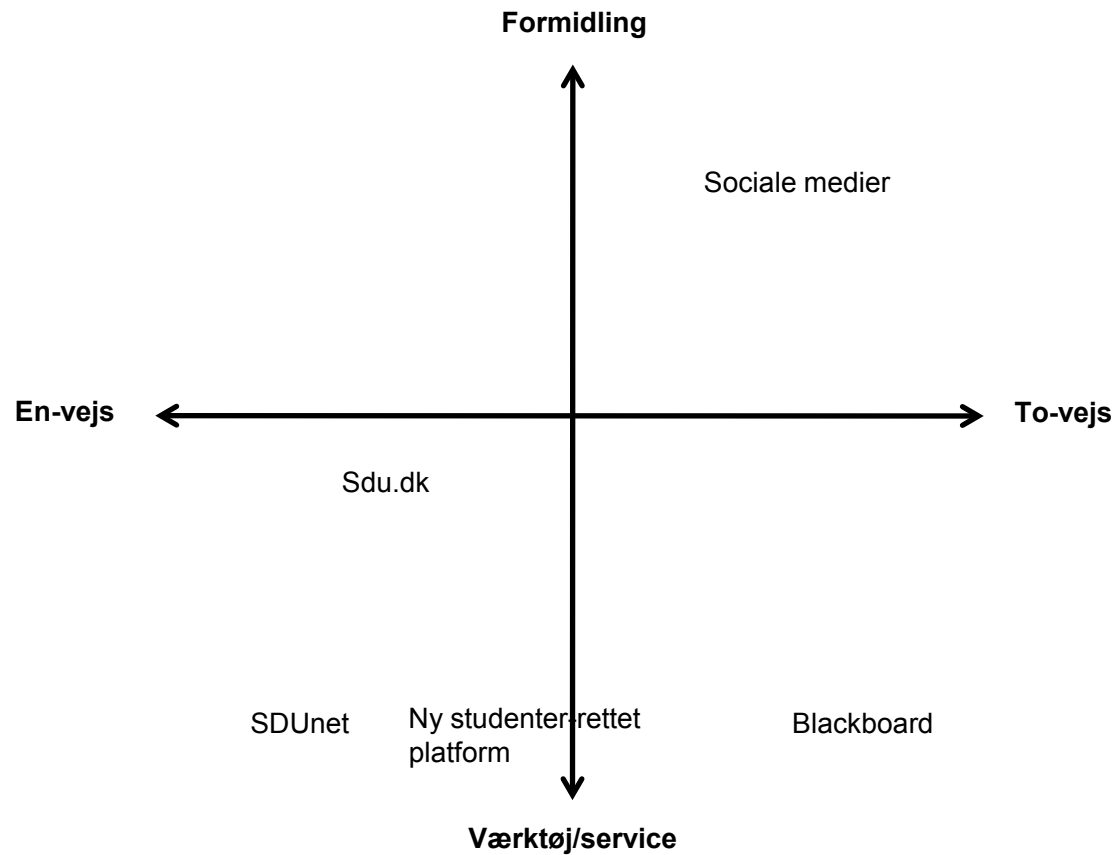 Formidling
Sociale medier
En-vejs
To-vejs
Sdu.dk
SDUnet
Ny studenter-rettet
platform
Blackboard
Værktøj/service